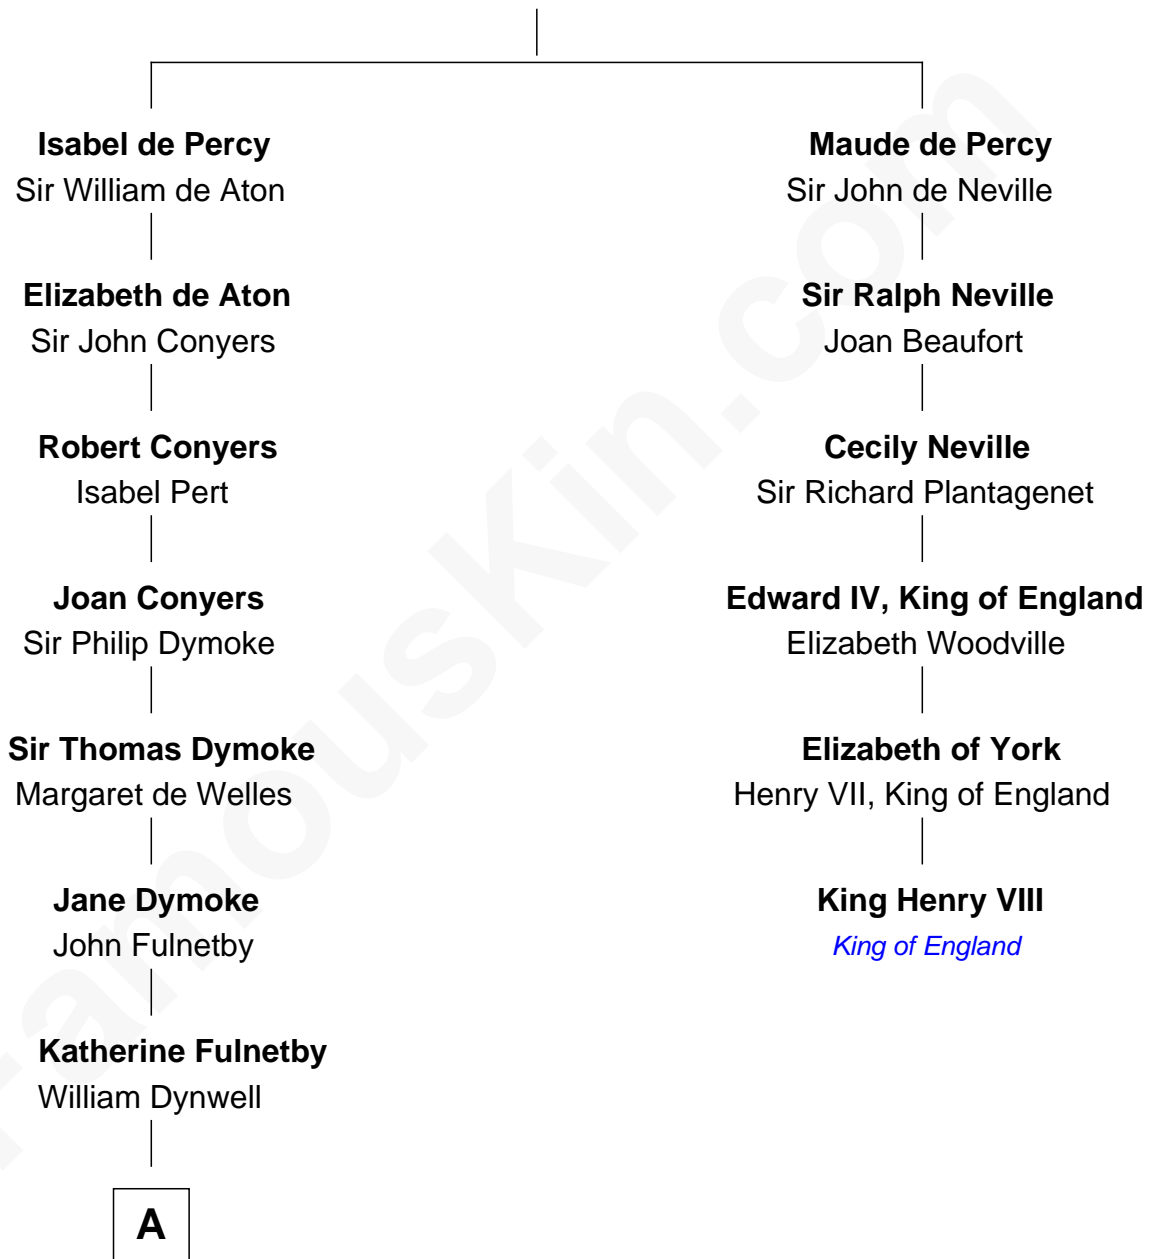 Isabel de Percy
Sir William de Aton
Maude de Percy
Sir John de Neville
Elizabeth de Aton
Sir John Conyers
Sir Ralph Neville
Joan Beaufort
Robert Conyers
Isabel Pert
Cecily Neville
Sir Richard Plantagenet
Joan Conyers
Sir Philip Dymoke
Edward IV, King of England
Elizabeth Woodville
Sir Thomas Dymoke
Margaret de Welles
Elizabeth of York
Henry VII, King of England
Jane Dymoke
John Fulnetby
King Henry VIII
King of England
Katherine Fulnetby
William Dynwell
A
FamousKin.com